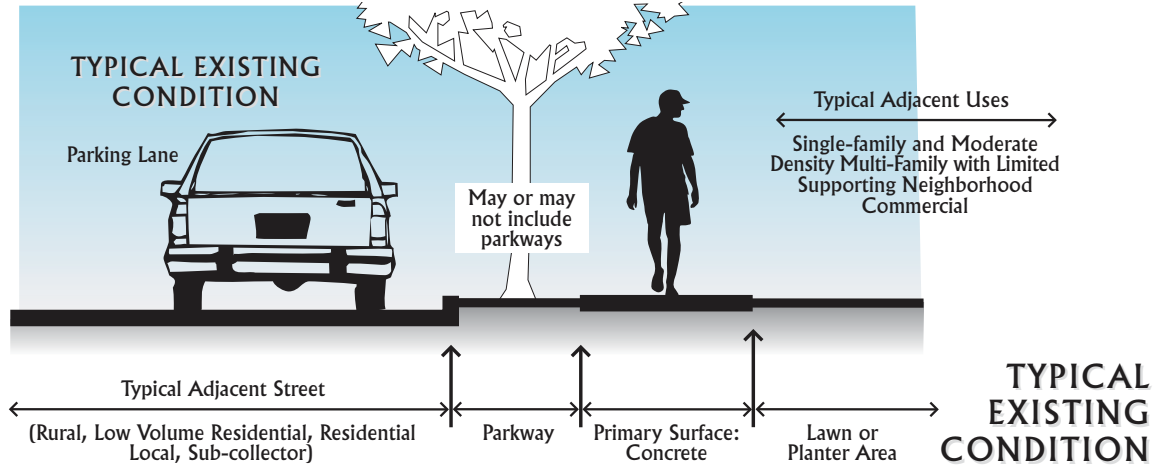 TYPICAL EXISTING
CONDITION
Parking Lane
May or may
not include
parkways
Typical Adjacent Uses
Single-family and Moderate
Density Multi-Family with Limited
Supporting Neighborhood
Commercial
Typical Adjacent Street
(Rural, Low Volume Residential, Residential
Local, Sub-collector)
Parkway
Primary Surface:
Concrete
Lawn or
Planter Area
TYPICAL
EXISTING
CONDITION